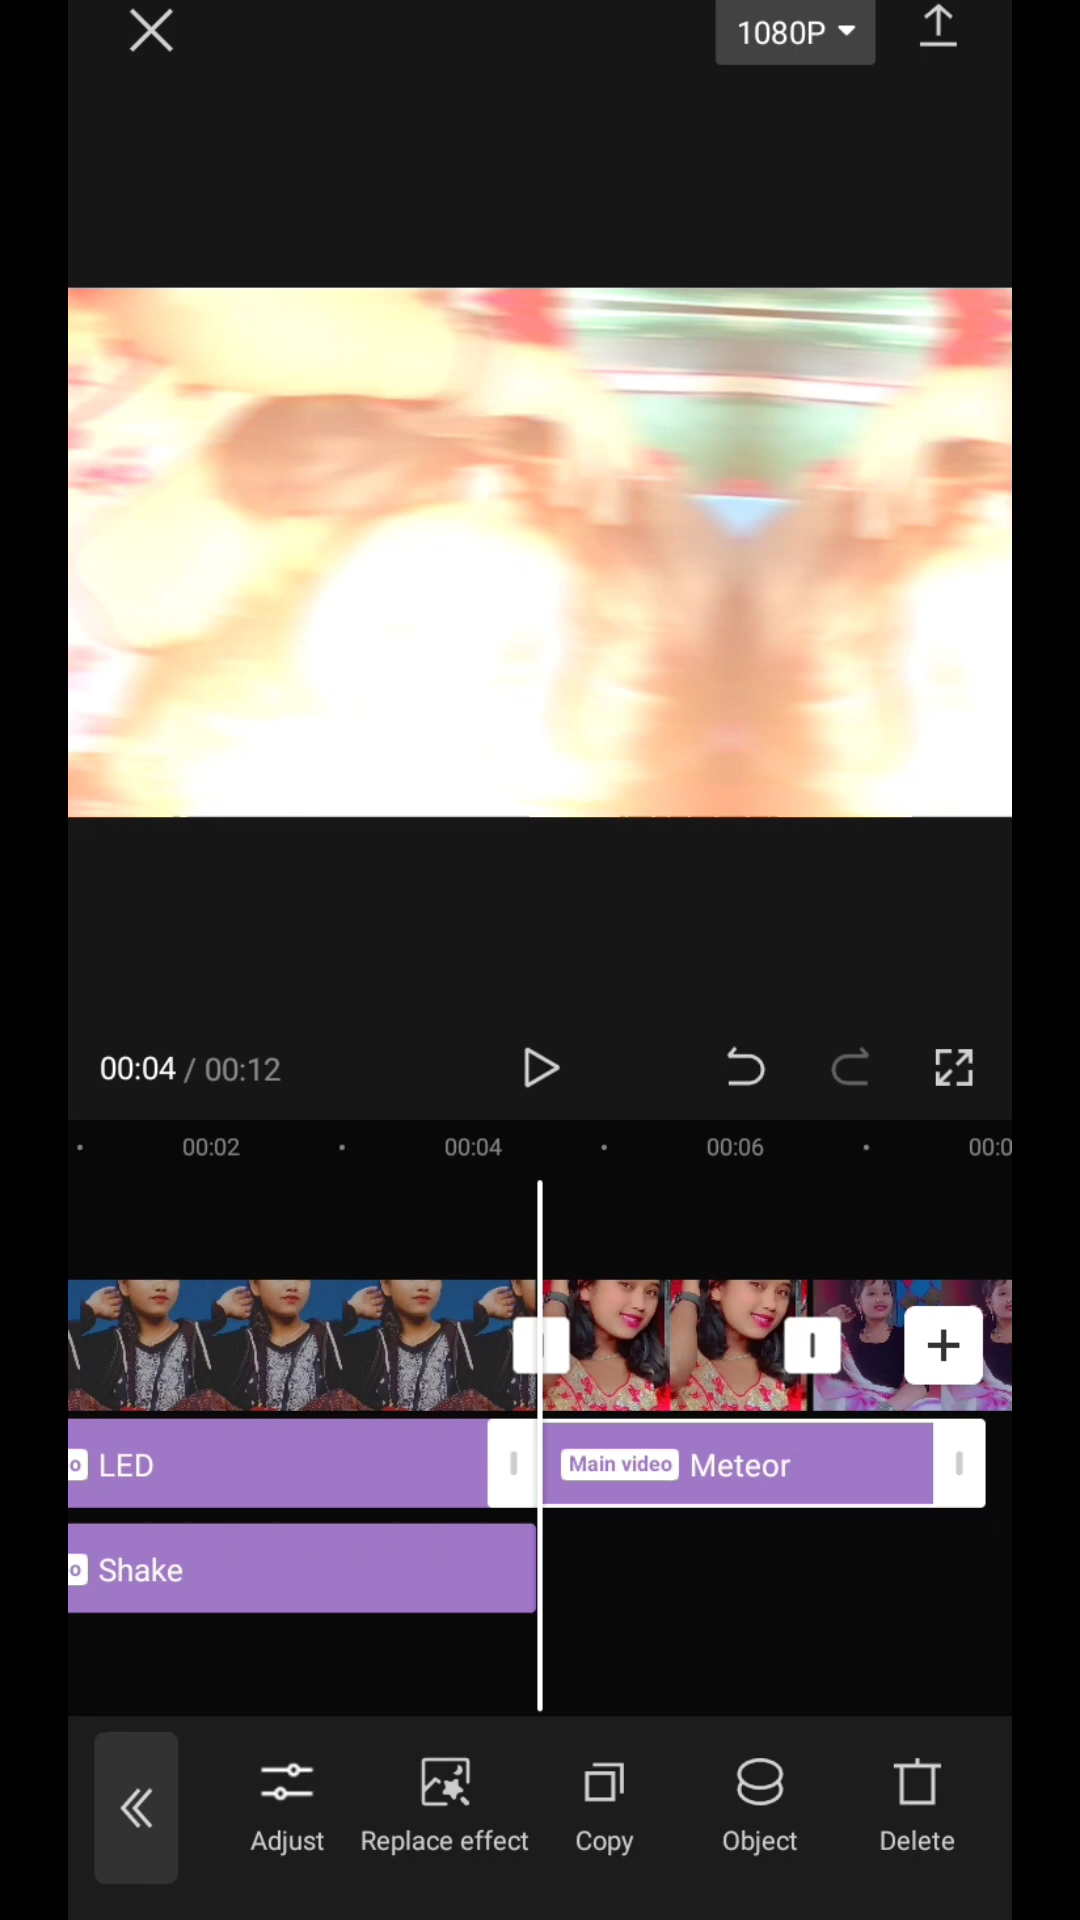 1080P
00:04 / 00:12
00:02 00:04 00:06 00:0
o LED
Main video Meteor
o Shake
Adjust Replace effect Copy Object Delete